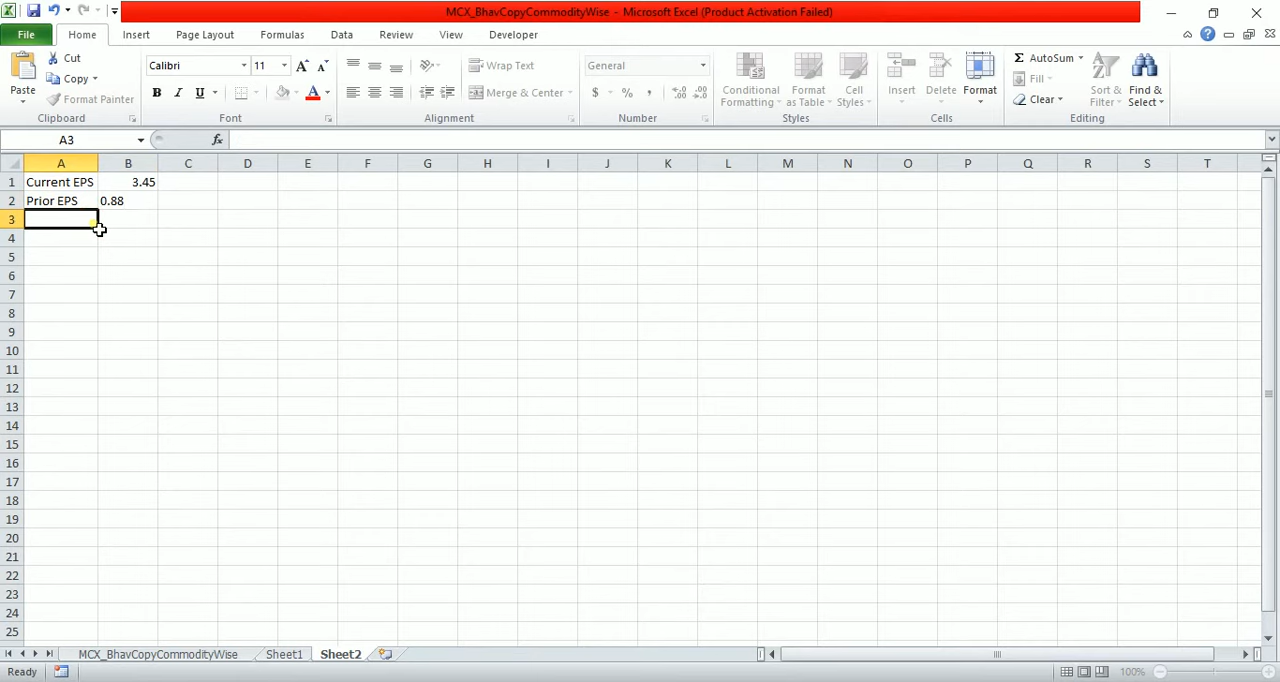 MCX_BhavCopyCommodityWise - Microsoft Excel (Product Activation Failed)
File Home Insert Page Layout Formulas Data Review View Developer
Paste
Cut
Copy
Format Painter
Clipboard
Calibri 11
B I U
Font
Wrap Text
Merge & Center
Alignment
General
$ % ,
Number
Conditional Formatting
Format as Table
Cell Styles
Styles
Insert Delete Format
Cells
AutoSum
Fill
Clear
Sort & Filter
Find & Select
Editing
A3 fx
A B C D E F G H I J K L M N O P Q R S T
1 Current EPS 3.45
2 Prior EPS 0.88
3
4
5
6
7
8
9
10
11
12
13
14
15
16
17
18
19
20
21
22
23
24
25
MCX_BhavCopyCommodityWise Sheet1 Sheet2
Ready 100%